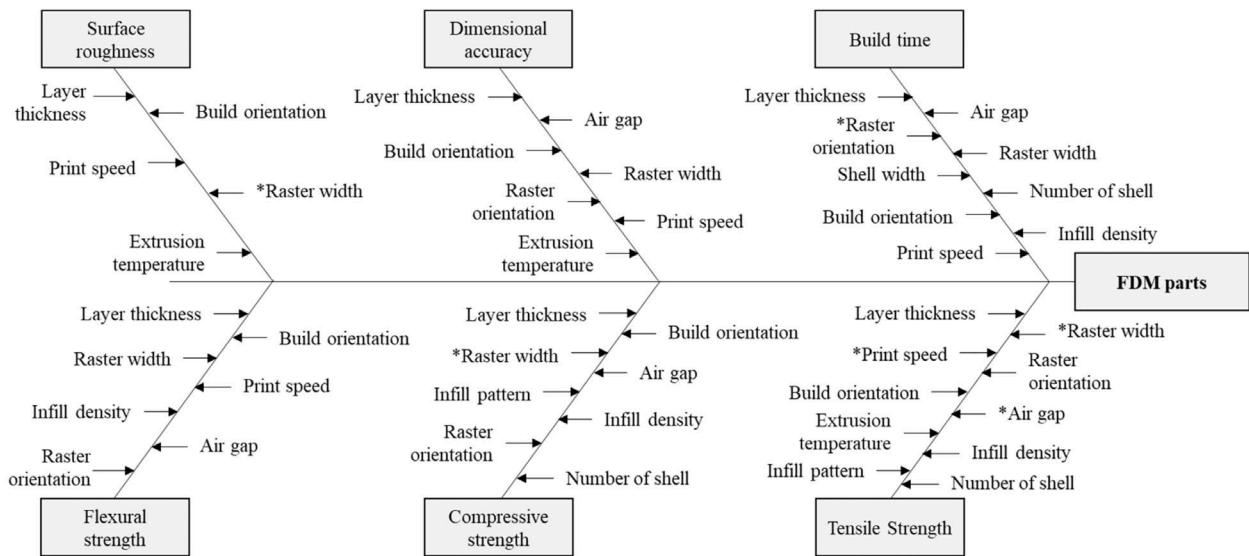 Surface
roughness
Layer
thickness
Build orientation
Print speed
*Raster width
Extrusion
temperature
Dimensional
accuracy
Layer thickness
Air gap
Build orientation
Raster width
Raster
orientation
Print speed
Extrusion
temperature
Build time
Layer thickness
Air gap
*Raster
orientation
Raster width
Shell width
Number of shell
Build orientation
Infill density
Print speed
FDM parts
Layer thickness
Build orientation
Raster width
Print speed
Infill density
Air gap
Raster
orientation
Flexural
strength
Layer thickness
Build orientation
*Raster width
Air gap
Infill pattern
Infill density
Raster
orientation
Number of shell
Compressive
strength
Layer thickness
*Raster width
*Print speed
Raster
orientation
Build orientation
*Air gap
Extrusion
temperature
Infill density
Infill pattern
Number of shell
Tensile Strength